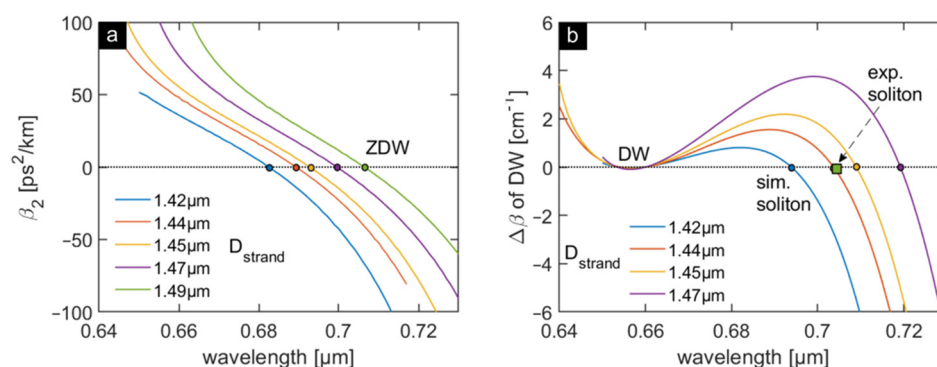 a
100
50
0
−50
−100
β2 [ps2/km]
ZDW
1.42μm
1.44μm
1.45μm
1.47μm
1.49μm
Dstrand
0.64
0.66
0.68
0.7
0.72
wavelength [μm]
b
6
4
2
0
-2
-4
-6
Δβ of DW [cm-1]
exp.
soliton
DW
sim.
soliton
Dstrand
1.42μm
1.44μm
1.45μm
1.47μm
0.64
0.66
0.68
0.7
0.72
wavelength [μm]